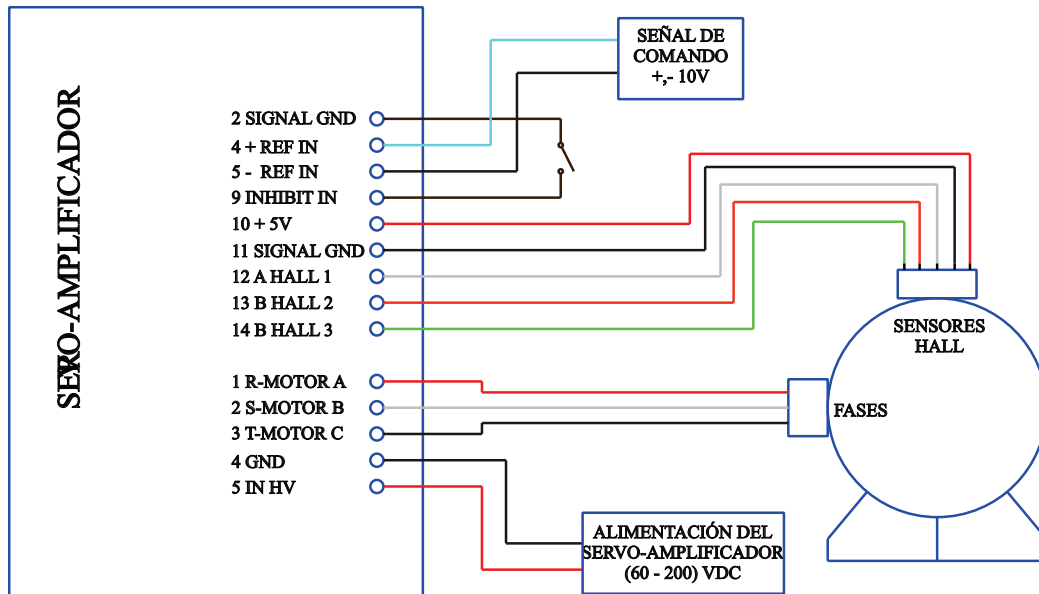 SERVO-AMPLIFICADOR
SEÑAL DE
COMANDO
+,- 10V
2 SIGNAL GND
4 + REF IN
5 - REF IN
9 INHIBIT IN
10 + 5V
11 SIGNAL GND
12 A HALL 1
13 B HALL 2
14 B HALL 3
SENSORES
HALL
1 R-MOTOR A
2 S-MOTOR B
3 T-MOTOR C
4 GND
5 IN HV
FASES
ALIMENTACIÓN DEL
SERVO-AMPLIFICADOR
(60 - 200) VDC